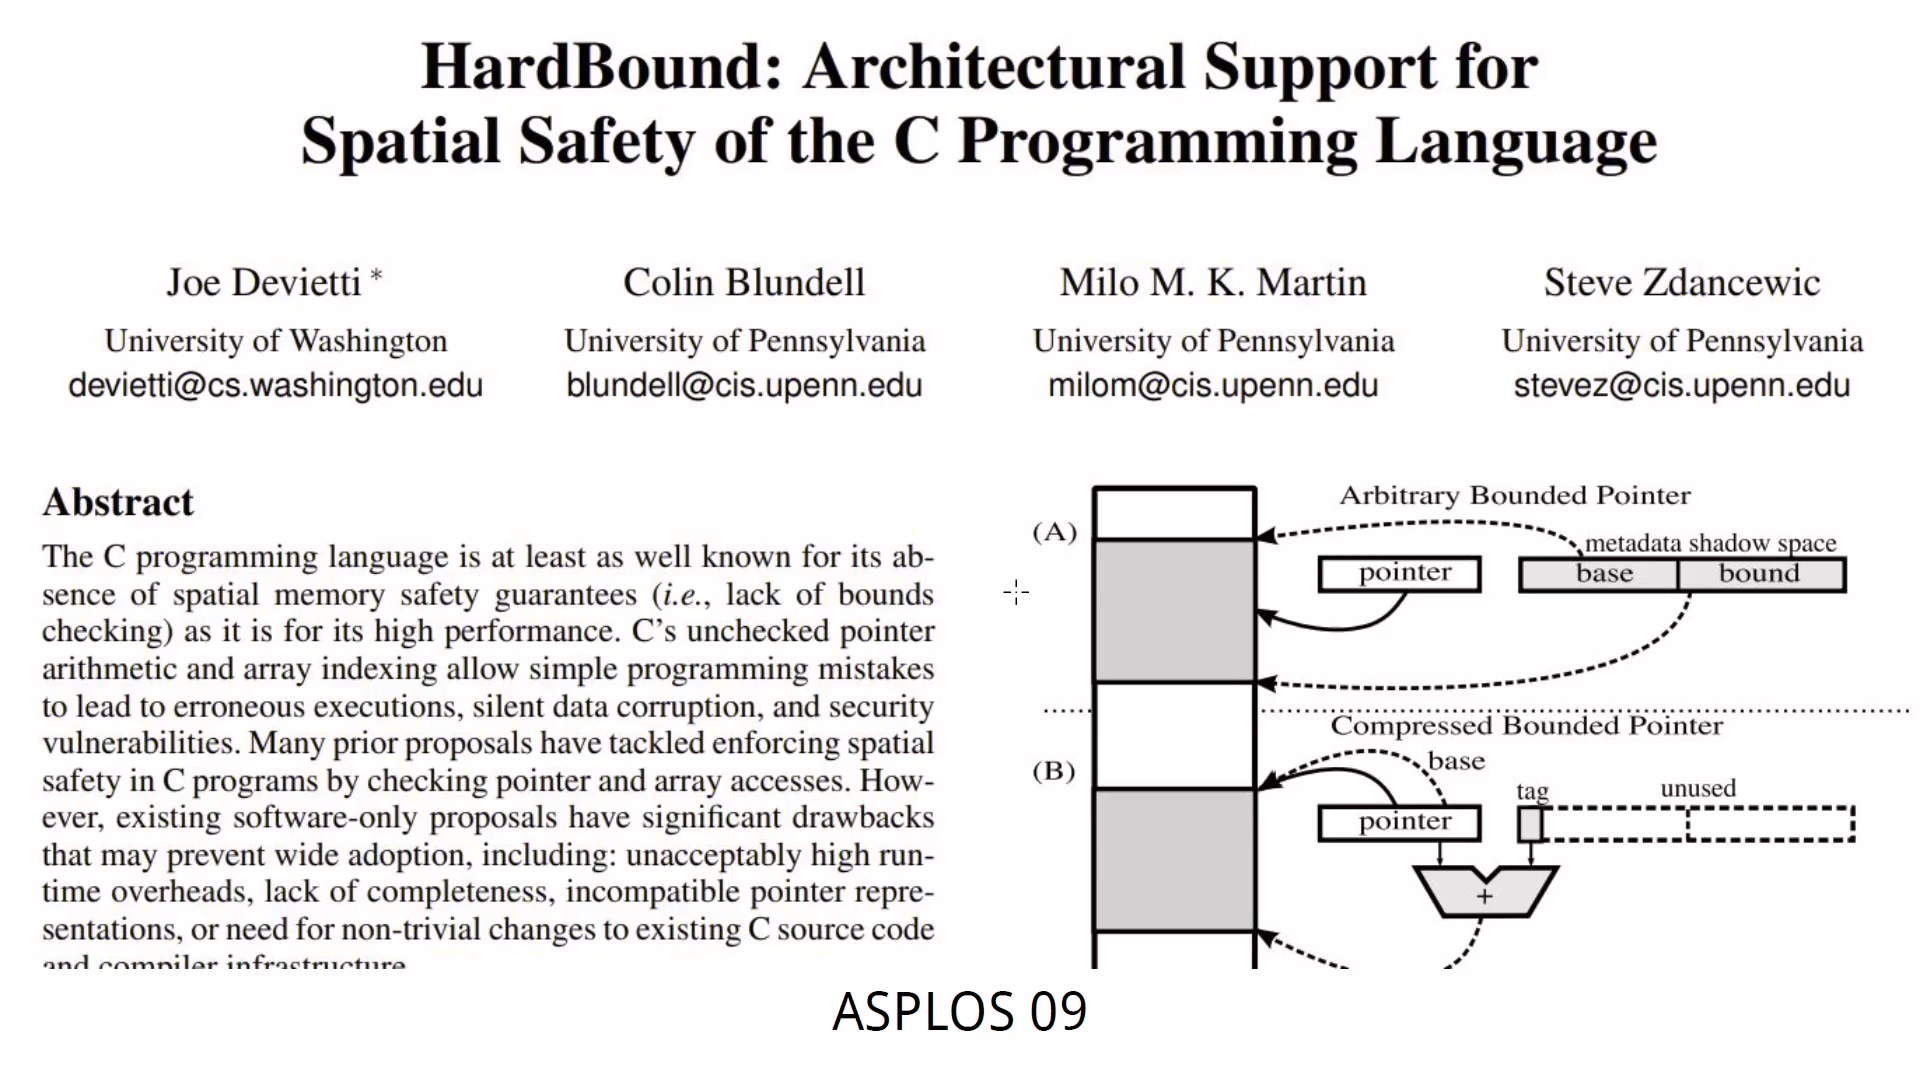 HardBound: Architectural Support for
Spatial Safety of the C Programming Language
Joe Devietti *
University of Washington
devietti@cs.washington.edu
Colin Blundell
University of Pennsylvania
blundell@cis.upenn.edu
Milo M. K. Martin
University of Pennsylvania
milom@cis.upenn.edu
Steve Zdancewic
University of Pennsylvania
stevez@cis.upenn.edu
Abstract
The C programming language is at least as well known for its ab-
sence of spatial memory safety guarantees (i.e., lack of bounds
checking) as it is for its high performance. C's unchecked pointer
arithmetic and array indexing allow simple programming mistakes
to lead to erroneous executions, silent data corruption, and security
vulnerabilities. Many prior proposals have tackled enforcing spatial
safety in C programs by checking pointer and array accesses. How-
ever, existing software-only proposals have significant drawbacks
that may prevent wide adoption, including: unacceptably high run-
time overheads, lack of completeness, incompatible pointer repre-
sentations, or need for non-trivial changes to existing C source code
and compiler infrastructure.
(A)
Arbitrary Bounded Pointer
metadata shadow space
pointer
base
bound
Compressed Bounded Pointer
(B)
base
tag
unused
pointer
+
ASPLOS 09